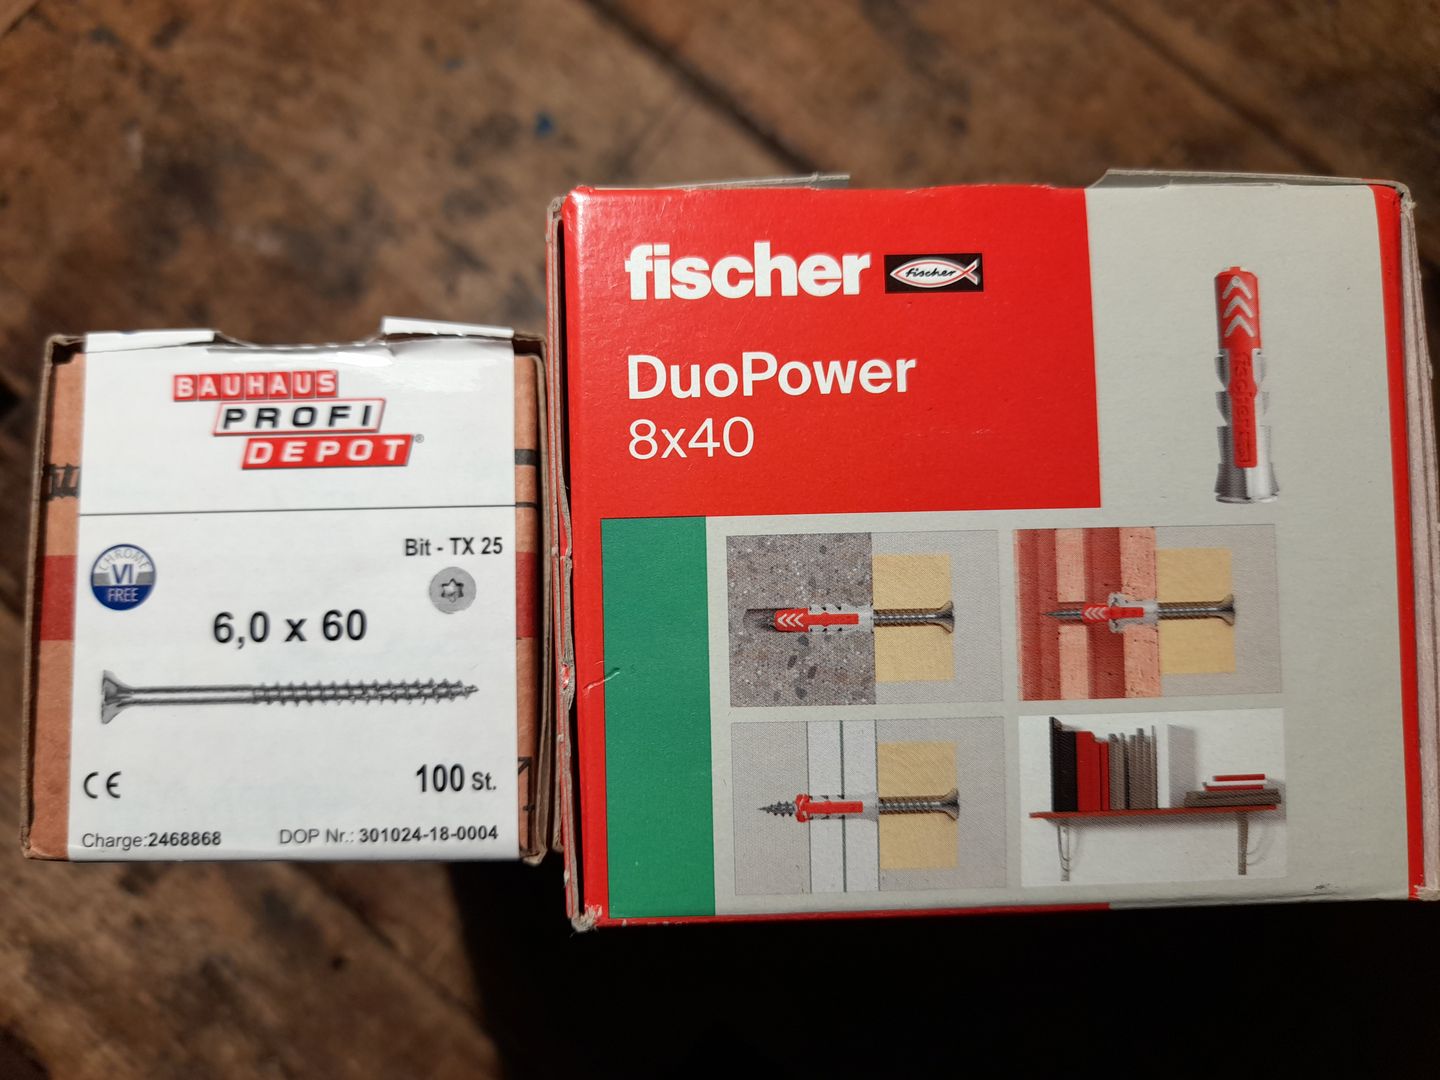 BAUHAUS
PROFI
DEPOT®
Bit - TX 25
CHROME
VI
FREE
6,0 x 60
CE
100 St.
Charge:2468868
DOP Nr.: 301024-18-0004
fischer
fischer
DuoPower
8x40
fischer